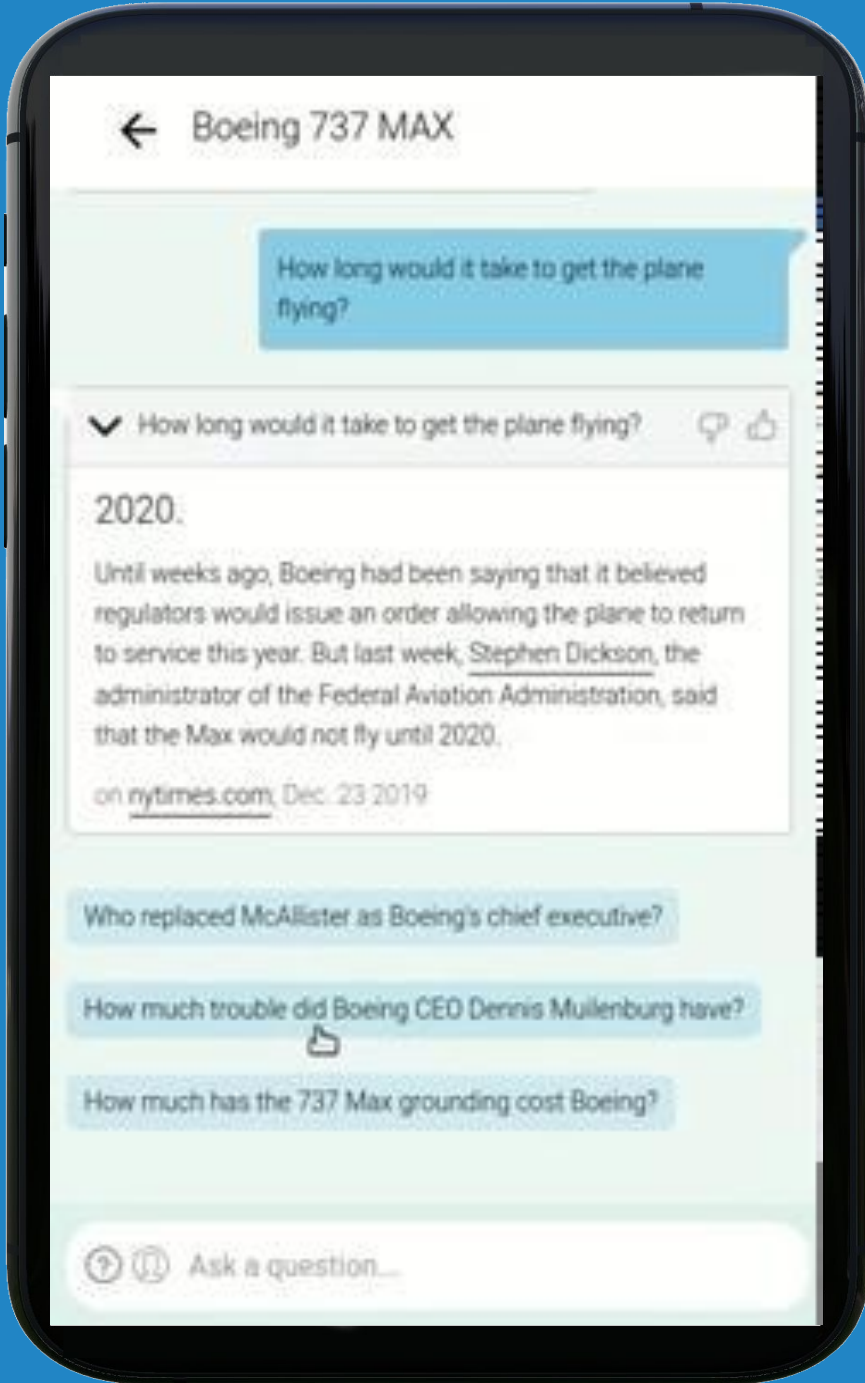 Boeing 737 MAX
How long would it take to get the plane
flying?
How long would it take to get the plane flying?
2020.
Until weeks ago, Boeing had been saying that it believed
regulators would issue an order allowing the plane to return
to service this year. But last week, Stephen Dickson, the
administrator of the Federal Aviation Administration, said
that the Max would not fly until 2020.
on nytimes.com, Dec. 23 2019
Who replaced McAllister as Boeing's chief executive?
How much trouble did Boeing CEO Dennis Muilenburg have?
How much has the 737 Max grounding cost Boeing?
? Ask a question...